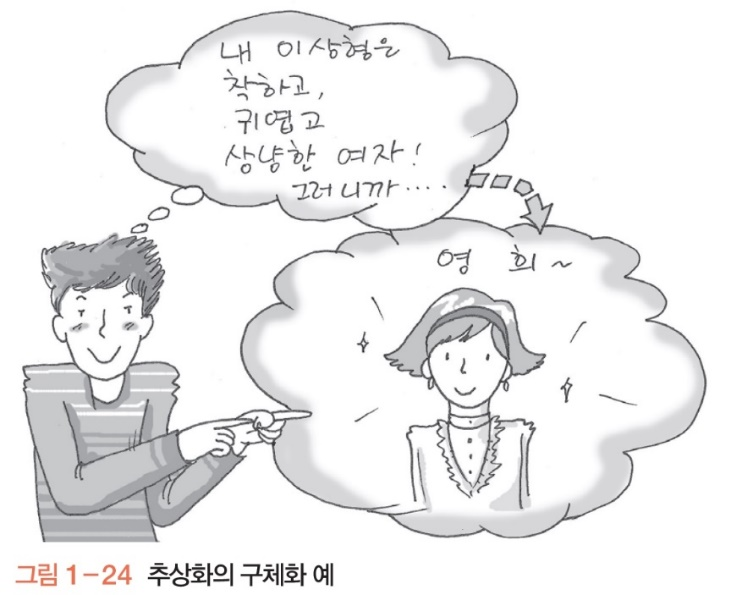 내 이상형은
착하고,
귀엽고
상냥한 여자!
그러니까....
영 희~
그림 1-24 추상화의 구체화 예